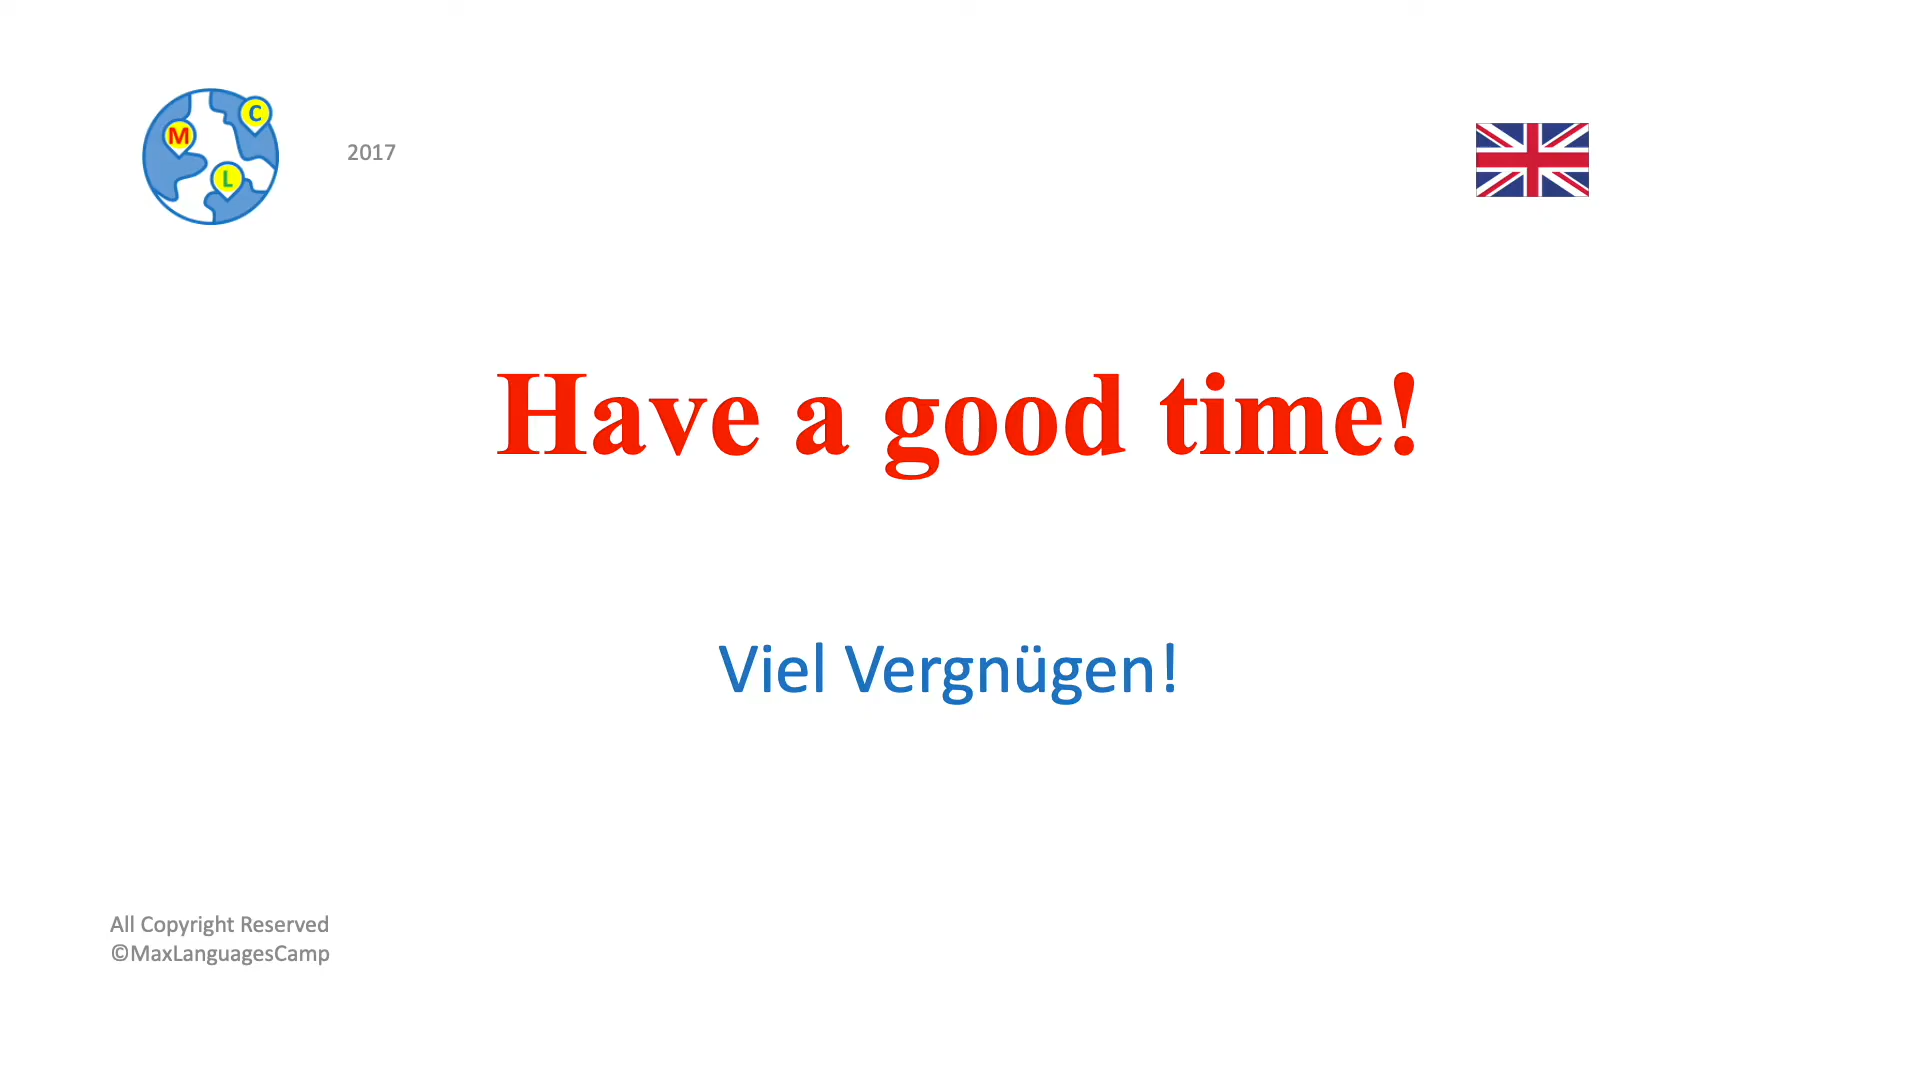 M
C
L
2017
Have a good time!
Viel Vergnügen!
All Copyright Reserved
©MaxLanguagesCamp